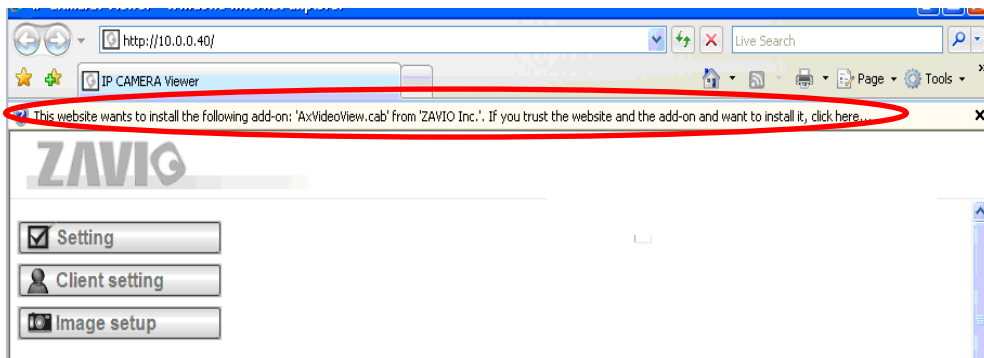 http://10.0.0.40/
Live Search
IP CAMERA Viewer
Page
Tools
»
This website wants to install the following add-on: 'AxVideoView.cab' from 'ZAVIO Inc.'. If you trust the website and the add-on and want to install it, click here...
ZAVIO
Setting
Client setting
Image setup